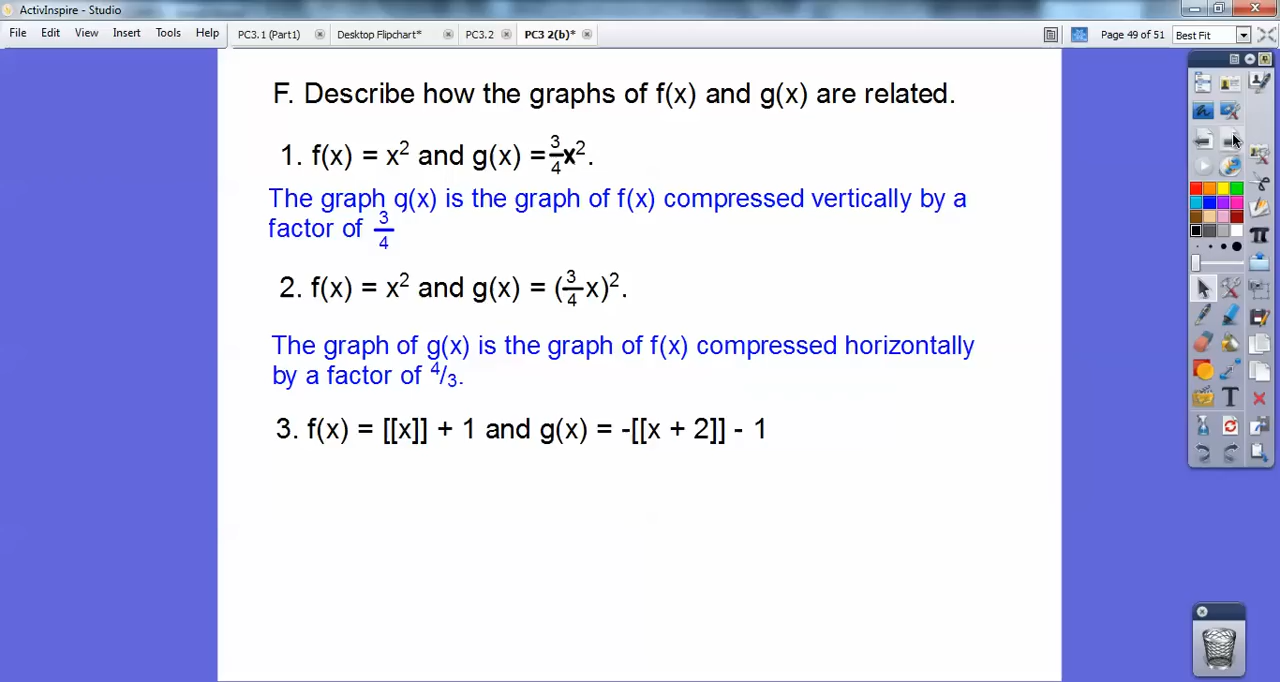 ActivInspire - Studio
File Edit View Insert Tools Help PC3.1 (Part1) Desktop Flipchart* PC3.2 PC3 2(b)* Page 49 of 51 Best Fit
F. Describe how the graphs of f(x) and g(x) are related.
1. f(x) = x² and g(x) = 3/4 x².
The graph g(x) is the graph of f(x) compressed vertically by a
factor of 3/4
2. f(x) = x² and g(x) = (3/4 x)².
The graph of g(x) is the graph of f(x) compressed horizontally
by a factor of 4/3.
3. f(x) = [[x]] + 1 and g(x) = -[[x + 2]] - 1